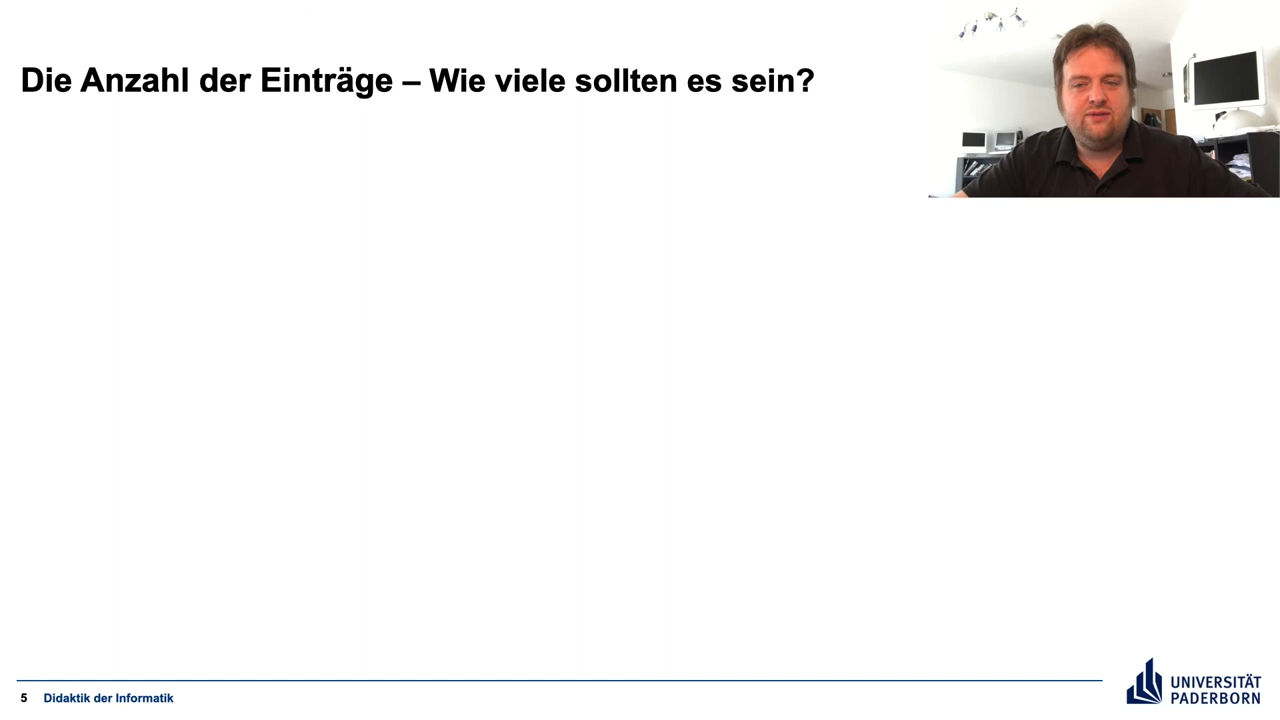 Die Anzahl der Einträge – Wie viele sollten es sein?
5 Didaktik der Informatik
UNIVERSITÄT
PADERBORN